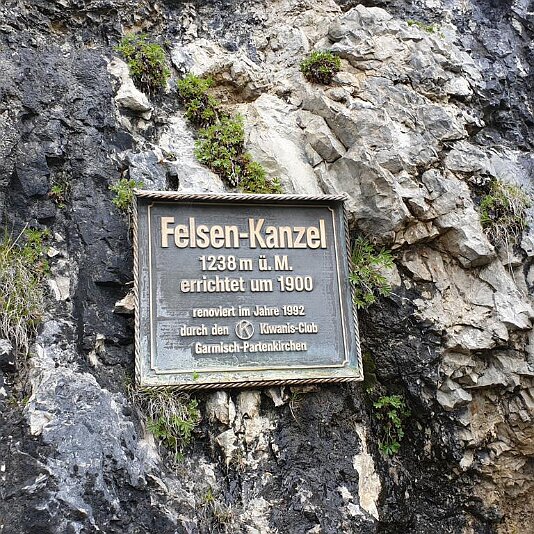 Felsen-Kanzel
1238 m ü. M.
errichtet um 1900
renoviert im Jahre 1992
durch den K Kiwanis-Club
Garmisch-Partenkirchen